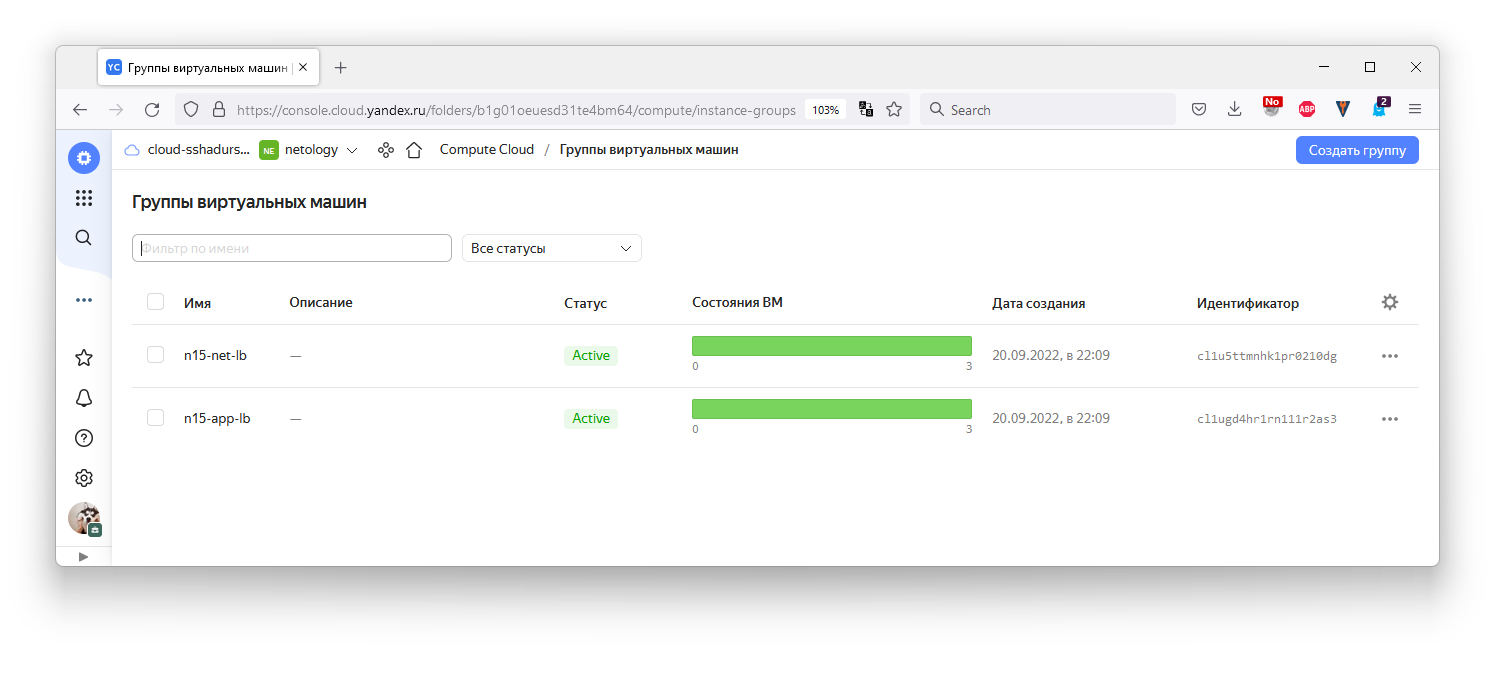 YC Группы виртуальных машин
https://console.cloud.yandex.ru/folders/b1g01oeuesd31te4bm64/compute/instance-groups 103% Search No ABP 2
cloud-sshadurs... NE netology Compute Cloud / Группы виртуальных машин Создать группу
Группы виртуальных машин
Фильтр по имени Все статусы
Имя Описание Статус Состояния ВМ Дата создания Идентификатор
n15-net-lb — Active 20.09.2022, в 22:09 cl1u5ttmnhk1pr0210dg
0 3
n15-app-lb — Active 20.09.2022, в 22:09 cl1ugd4hr1rn111r2as3
0 3